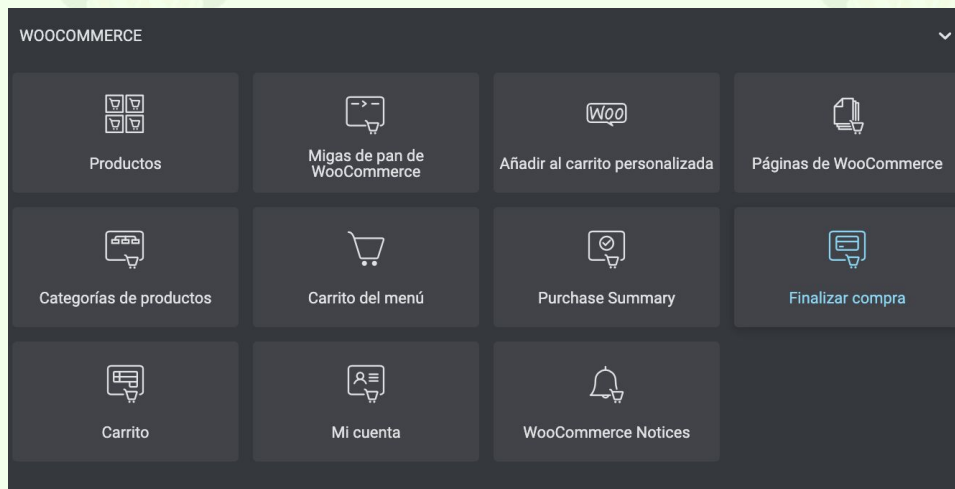 WOOCOMMERCE
Productos
Migas de pan de
WooCommerce
Woo
Añadir al carrito personalizada
Páginas de WooCommerce
Categorías de productos
Carrito del menú
Purchase Summary
Finalizar compra
Carrito
Mi cuenta
WooCommerce Notices